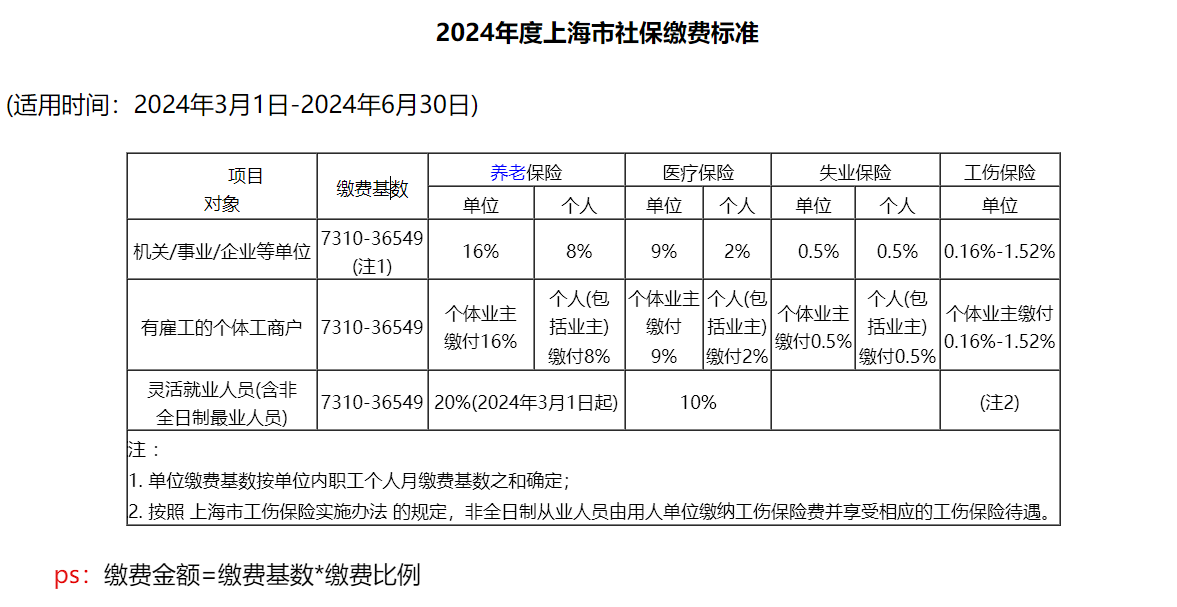 2024年度上海市社保缴费标准
(适用时间：2024年3月1日-2024年6月30日)
项目
对象
缴费基数
养老保险
医疗保险
失业保险
工伤保险
单位
个人
单位
个人
单位
个人
单位
机关/事业/企业等单位
7310-36549
(注1)
16%
8%
9%
2%
0.5%
0.5%
0.16%-1.52%
有雇工的个体工商户
7310-36549
个体业主
缴付16%
个人(包
括业主)
缴付8%
个体业主
缴付
9%
个人(包
括业主)
缴付2%
个体业主
缴付0.5%
个人(包
括业主)
缴付0.5%
个体业主缴付
0.16%-1.52%
灵活就业人员(含非
全日制最业人员)
7310-36549
20%(2024年3月1日起)
10%
(注2)
注：
1. 单位缴费基数按单位内职工个人月缴费基数之和确定；
2. 按照 上海市工伤保险实施办法 的规定，非全日制从业人员由用人单位缴纳工伤保险费并享受相应的工伤保险待遇。
ps：缴费金额=缴费基数*缴费比例